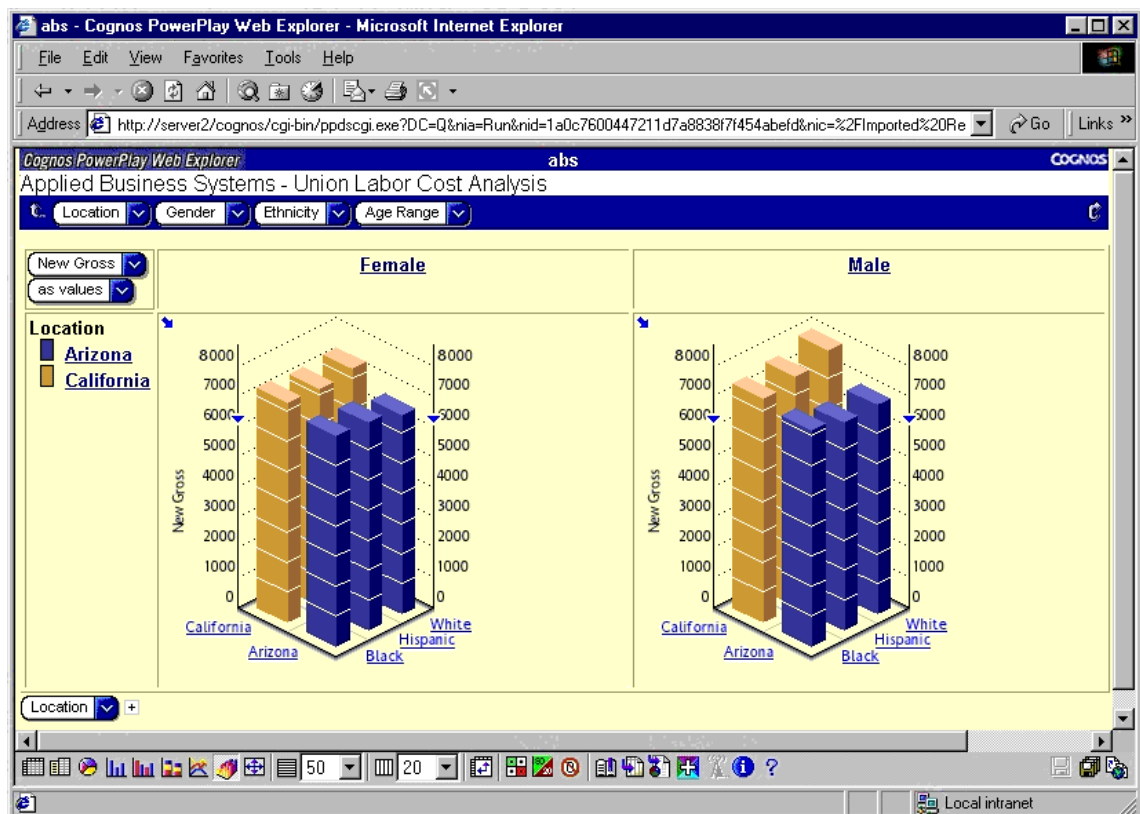 abs - Cognos PowerPlay Web Explorer - Microsoft Internet Explorer
File Edit View Favorites Tools Help
Address http://server2/cognos/cgi-bin/ppdscgi.exe?DC=Q&nia=Run&nid=1a0c7600447211d7a8838f7f454abefd&nic=%2FImported%20Re Go Links »
Cognos PowerPlay Web Explorer abs COGNOS
Applied Business Systems - Union Labor Cost Analysis
Location Gender Ethnicity Age Range
New Gross
as values
Female Male
Location
Arizona
California
8000 8000 8000 8000
7000 7000 7000 7000
6000 6000 6000 6000
5000 5000 5000 5000
4000 4000 4000 4000
3000 3000 3000 3000
2000 2000 2000 2000
1000 1000 1000 1000
0 0 0 0
New Gross New Gross
California White California White
Arizona Hispanic Arizona Hispanic
Black Black
Location +
50 20
Local intranet